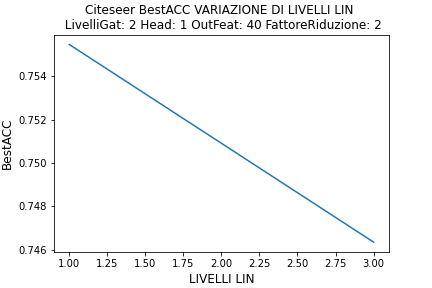 Citeseer BestACC VARIAZIONE DI LIVELLI LIN
LivelliGat: 2 Head: 1 OutFeat: 40 FattoreRiduzione: 2
BestACC
0.754
0.752
0.750
0.748
0.746
1.00 1.25 1.50 1.75 2.00 2.25 2.50 2.75 3.00
LIVELLI LIN